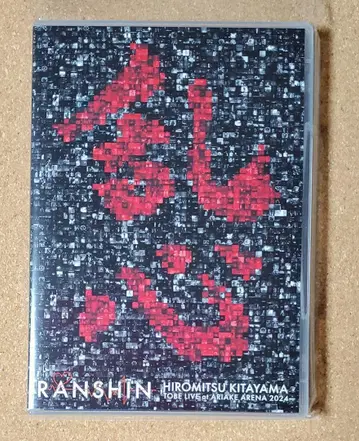 乱心
RANSHIN
HIROMITSU KITAYAMA
TOBE LIVE at ARIAKE ARENA 2024